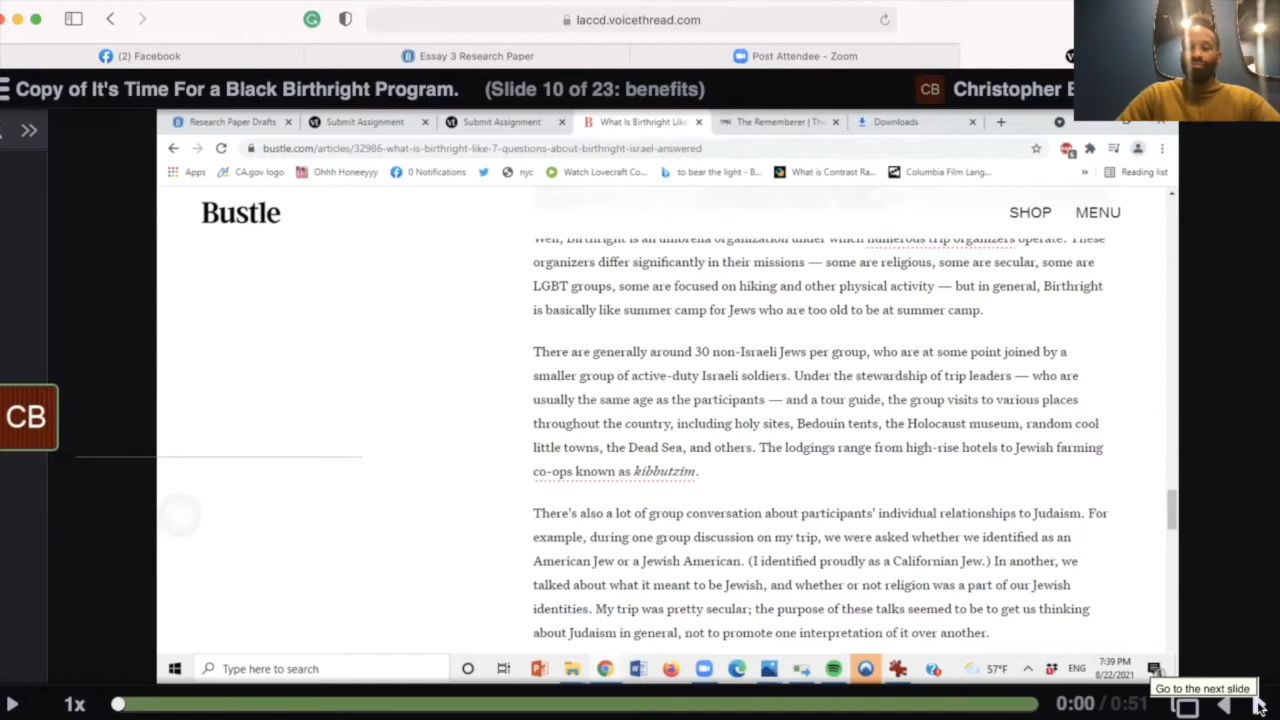 laccd.voicethread.com
(2) Facebook
Essay 3 Research Paper
Post Attendee - Zoom
Copy of It's Time For a Black Birthright Program. (Slide 10 of 23: benefits)
CB Christopher
Research Paper Drafts
Submit Assignment
Submit Assignment
What Is Birthright Like
The Rememberer | Th
Downloads
bustle.com/articles/32986-what-is-birthright-like-7-questions-about-birthright-israel-answered
Apps
CA.gov logo
Ohhh Honeeyyy
0 Notifications
nyc
Watch Lovecraft Co...
to bear the light - B...
What is Contrast Ra...
Columbia Film Lang...
»
Reading list
Bustle
SHOP MENU
Well, Birthright is an umbrella organization under which numerous trip organizers operate. These
organizers differ significantly in their missions — some are religious, some are secular, some are
LGBT groups, some are focused on hiking and other physical activity — but in general, Birthright
is basically like summer camp for Jews who are too old to be at summer camp.
There are generally around 30 non-Israeli Jews per group, who are at some point joined by a
smaller group of active-duty Israeli soldiers. Under the stewardship of trip leaders — who are
usually the same age as the participants — and a tour guide, the group visits to various places
throughout the country, including holy sites, Bedouin tents, the Holocaust museum, random cool
little towns, the Dead Sea, and others. The lodgings range from high-rise hotels to Jewish farming
co-ops known as kibbutzim.
CB
There's also a lot of group conversation about participants' individual relationships to Judaism. For
example, during one group discussion on my trip, we were asked whether we identified as an
American Jew or a Jewish American. (I identified proudly as a Californian Jew.) In another, we
talked about what it meant to be Jewish, and whether or not religion was a part of our Jewish
identities. My trip was pretty secular; the purpose of these talks seemed to be to get us thinking
about Judaism in general, not to promote one interpretation of it over another.
Type here to search
57°F
ENG
7:39 PM
8/22/2021
Go to the next slide
1x
0:00 / 0:51